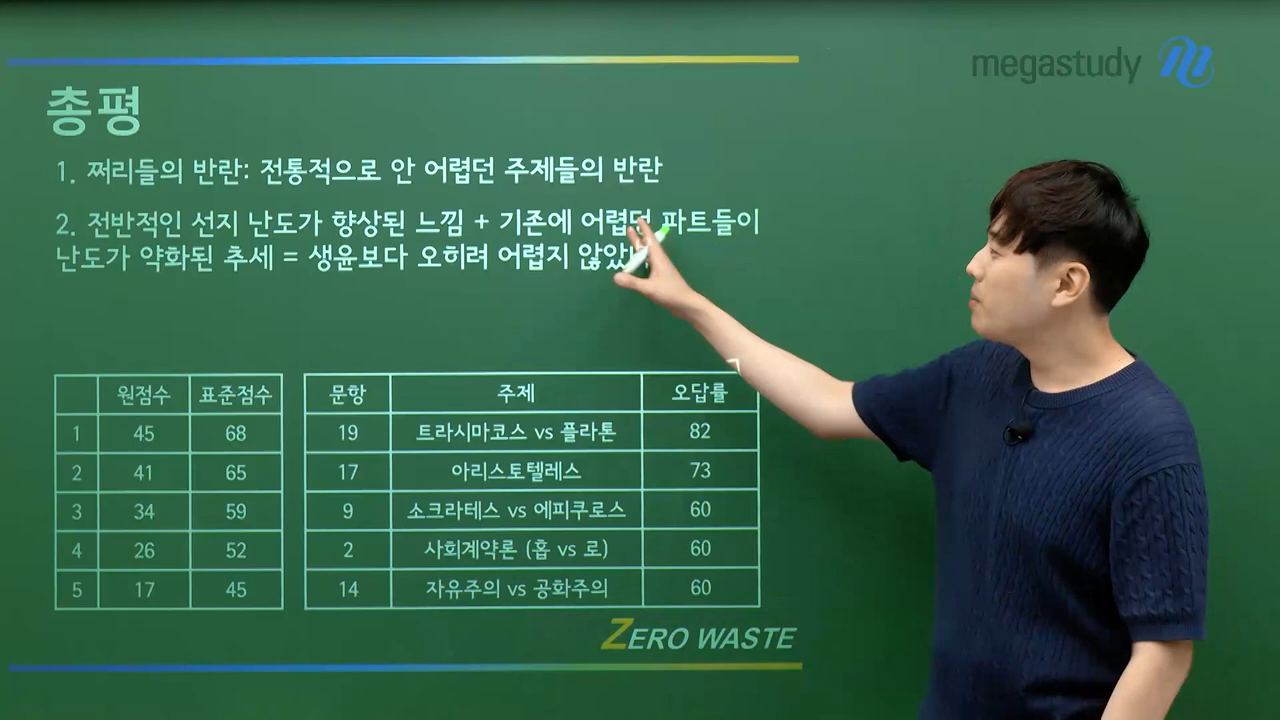 megastudy
총평
1. 쩌리들의 반란: 전통적으로 안 어렵던 주제들의 반란
2. 전반적인 선지 난도가 향상된 느낌 + 기존에 어렵던 파트들이
난도가 약화된 추세 = 생윤보다 오히려 어렵지
원점수 표준점수
1 45 68
2 41 65
3 34 59
4 26 52
5 17 45
문항 주제 오답률
19 트라시마코스 vs 플라톤 82
17 아리스토텔레스 73
9 소크라테스 vs 에피쿠로스 60
2 사회계약론 (홉 vs 로) 60
14 자유주의 vs 공화주의 60
ZERO WASTE